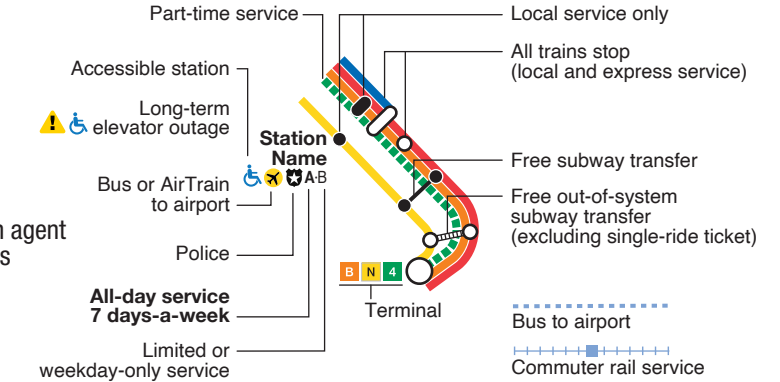 Part-time service
Local service only
All trains stop
(local and express service)
Accessible station
Long-term
elevator outage
Station
Name
A·B
Bus or AirTrain
to airport
Free subway transfer
Free out-of-system
subway transfer
(excluding single-ride ticket)
agent
s
Police
B N 4
Terminal
All-day service
7 days-a-week
Limited or
weekday-only service
Bus to airport
Commuter rail service